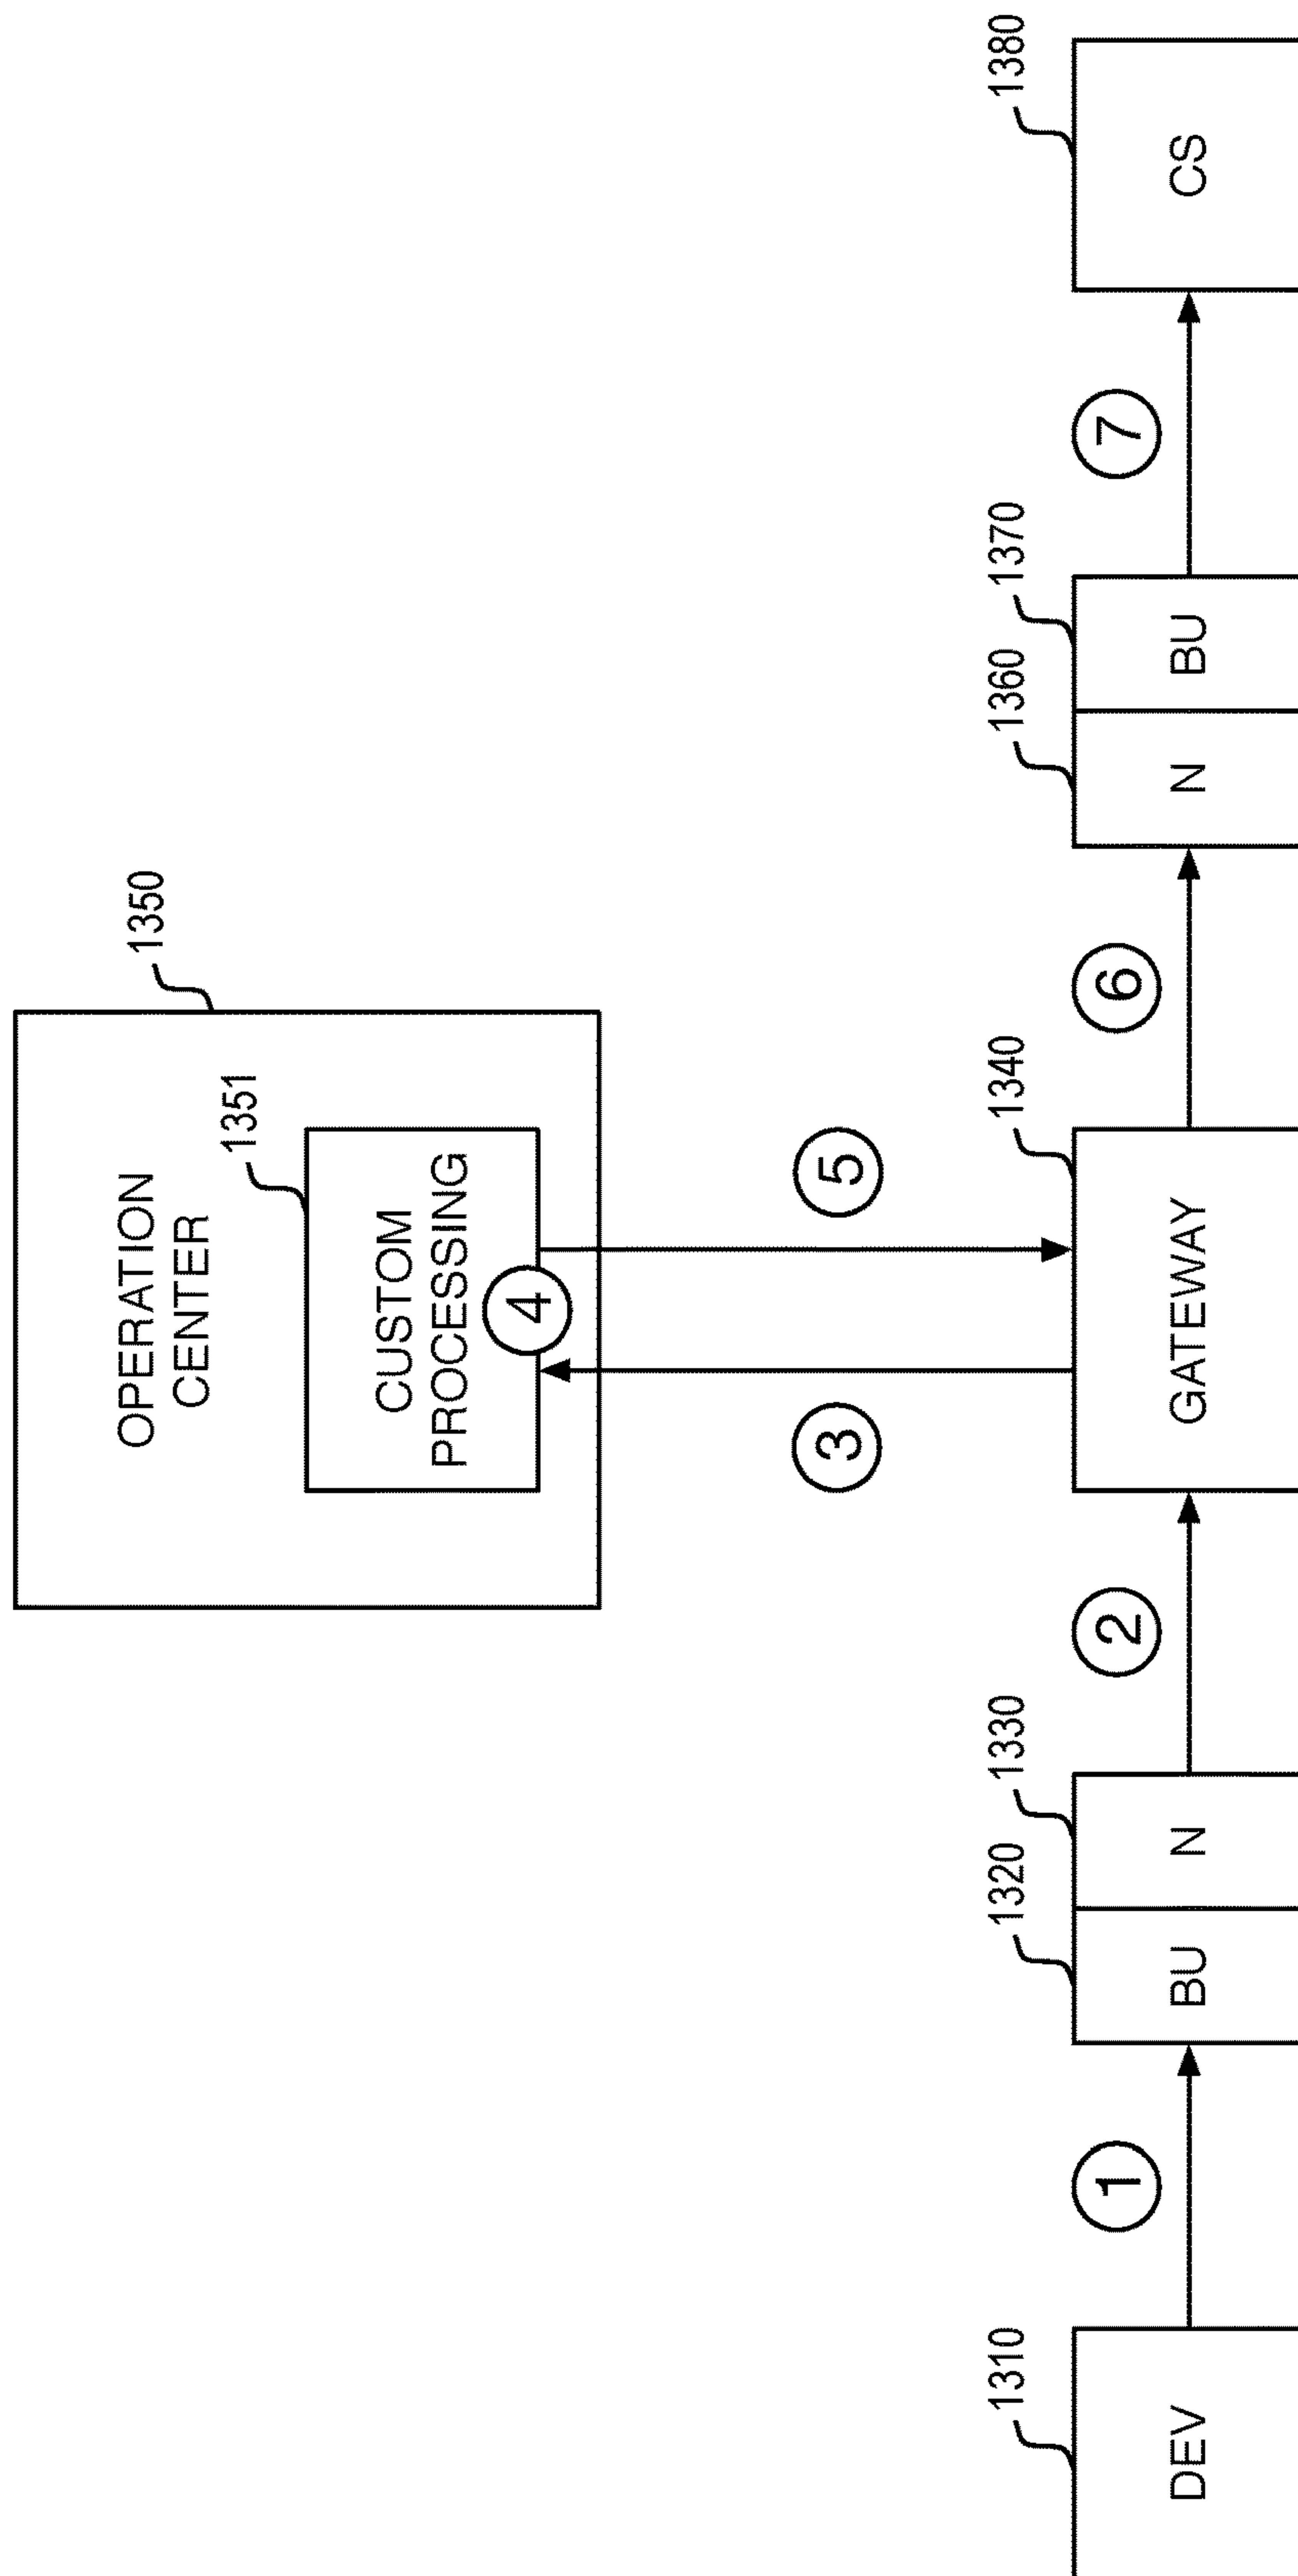 1350
OPERATION
CENTER
1351
CUSTOM
PROCESSING
4
3
5
1310
DEV
1
1320
BU
1330
N
2
1340
GATEWAY
6
1360
N
1370
BU
7
1380
CS